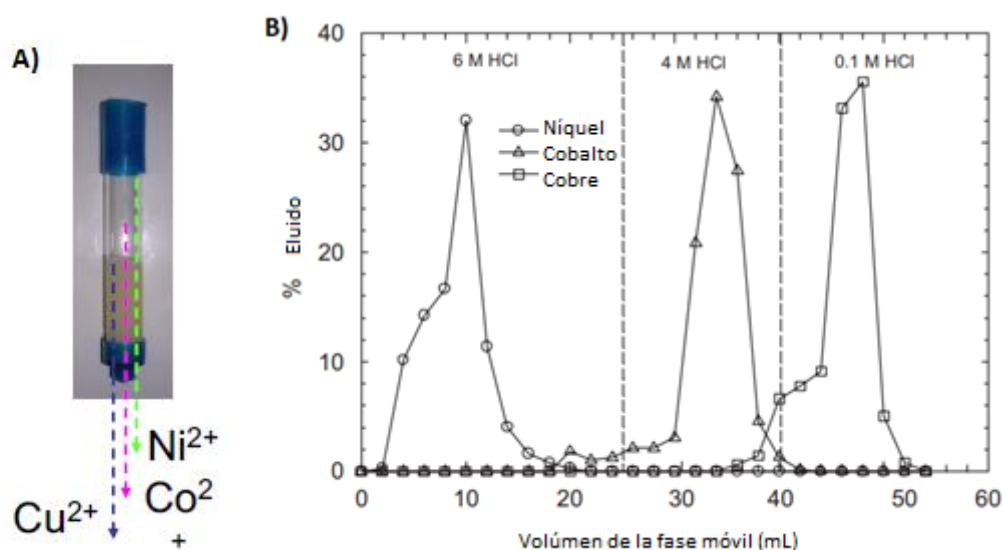 A)
Ni2+
Co2
+
Cu2+
B)
40
30
20
10
0
% Eluido
6 M HCl
4 M HCl
0.1 M HCl
Níquel
Cobalto
Cobre
0 10 20 30 40 50 60
Volúmen de la fase móvil (mL)